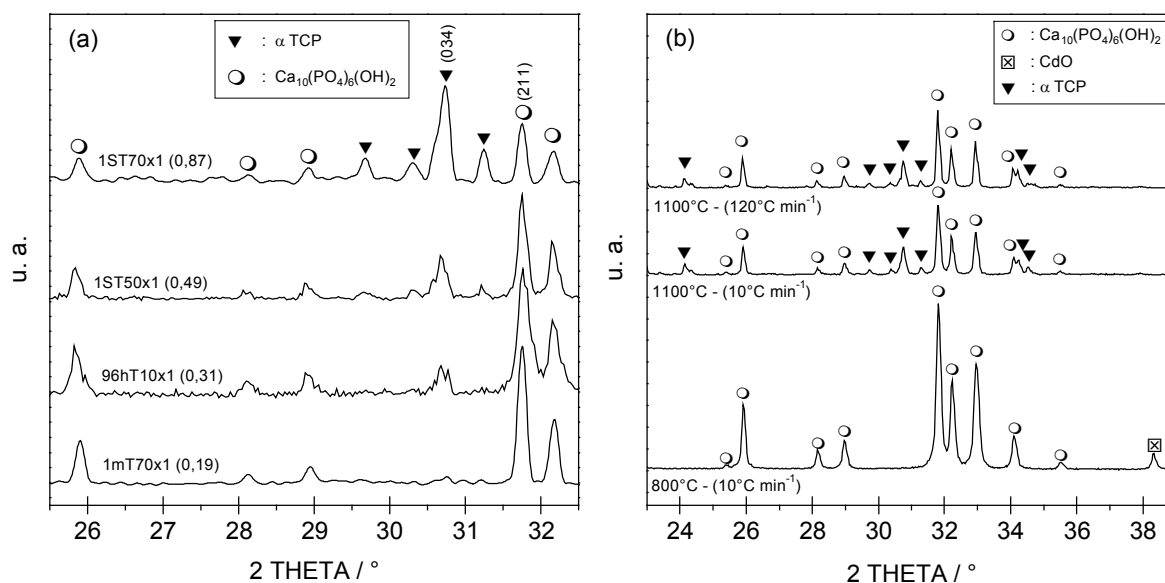 (a)
▼ : α TCP
: Ca₁₀(PO₄)₆(OH)₂
(034)
(211)
1ST70x1 (0,87)
1ST50x1 (0,49)
96hT10x1 (0,31)
1mT70x1 (0,19)
u. a.
26 27 28 29 30 31 32
2 THETA / °
(b)
: Ca₁₀(PO₄)₆(OH)₂
: CdO
▼ : α TCP
1100°C - (120°C min⁻¹)
1100°C - (10°C min⁻¹)
800°C - (10°C min⁻¹)
u. a.
24 26 28 30 32 34 36 38
2 THETA / °